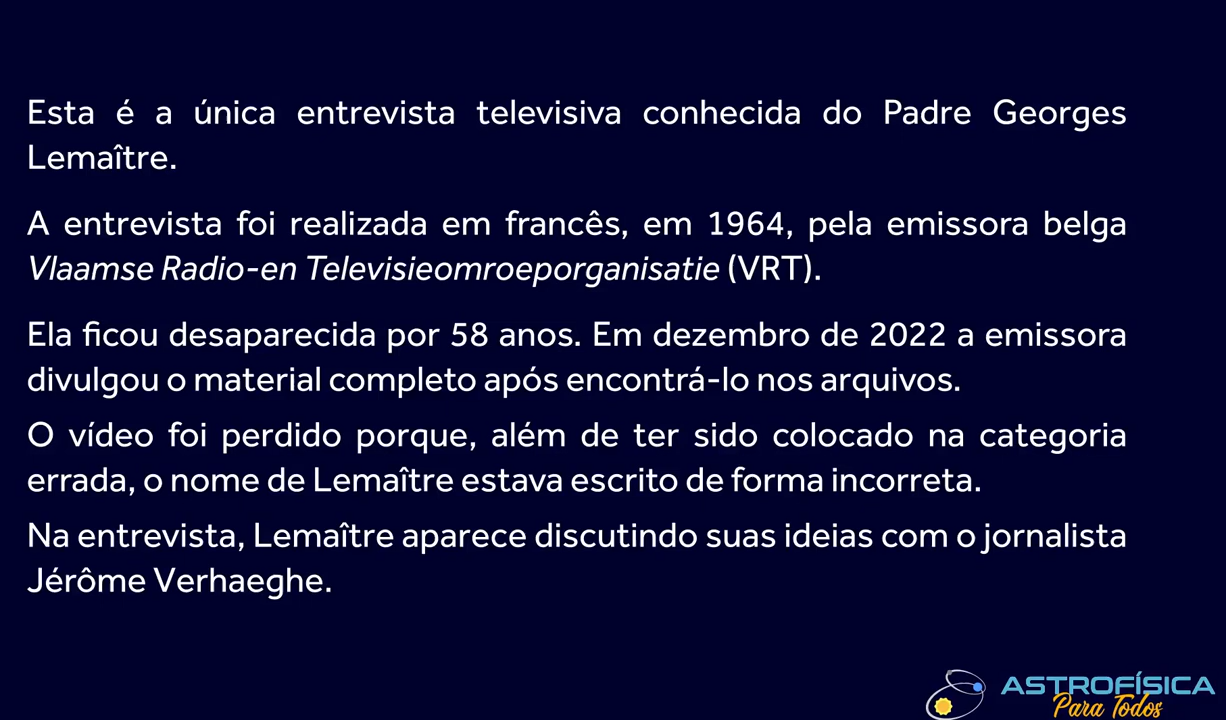 Esta é a única entrevista televisiva conhecida do Padre Georges
Lemaître.
A entrevista foi realizada em francês, em 1964, pela emissora belga
Vlaamse Radio-en Televisieomroeporganisatie (VRT).
Ela ficou desaparecida por 58 anos. Em dezembro de 2022 a emissora
divulgou o material completo após encontrá-lo nos arquivos.
O vídeo foi perdido porque, além de ter sido colocado na categoria
errada, o nome de Lemaître estava escrito de forma incorreta.
Na entrevista, Lemaître aparece discutindo suas ideias com o jornalista
Jérôme Verhaeghe.
ASTROFÍSICA
Para Todos